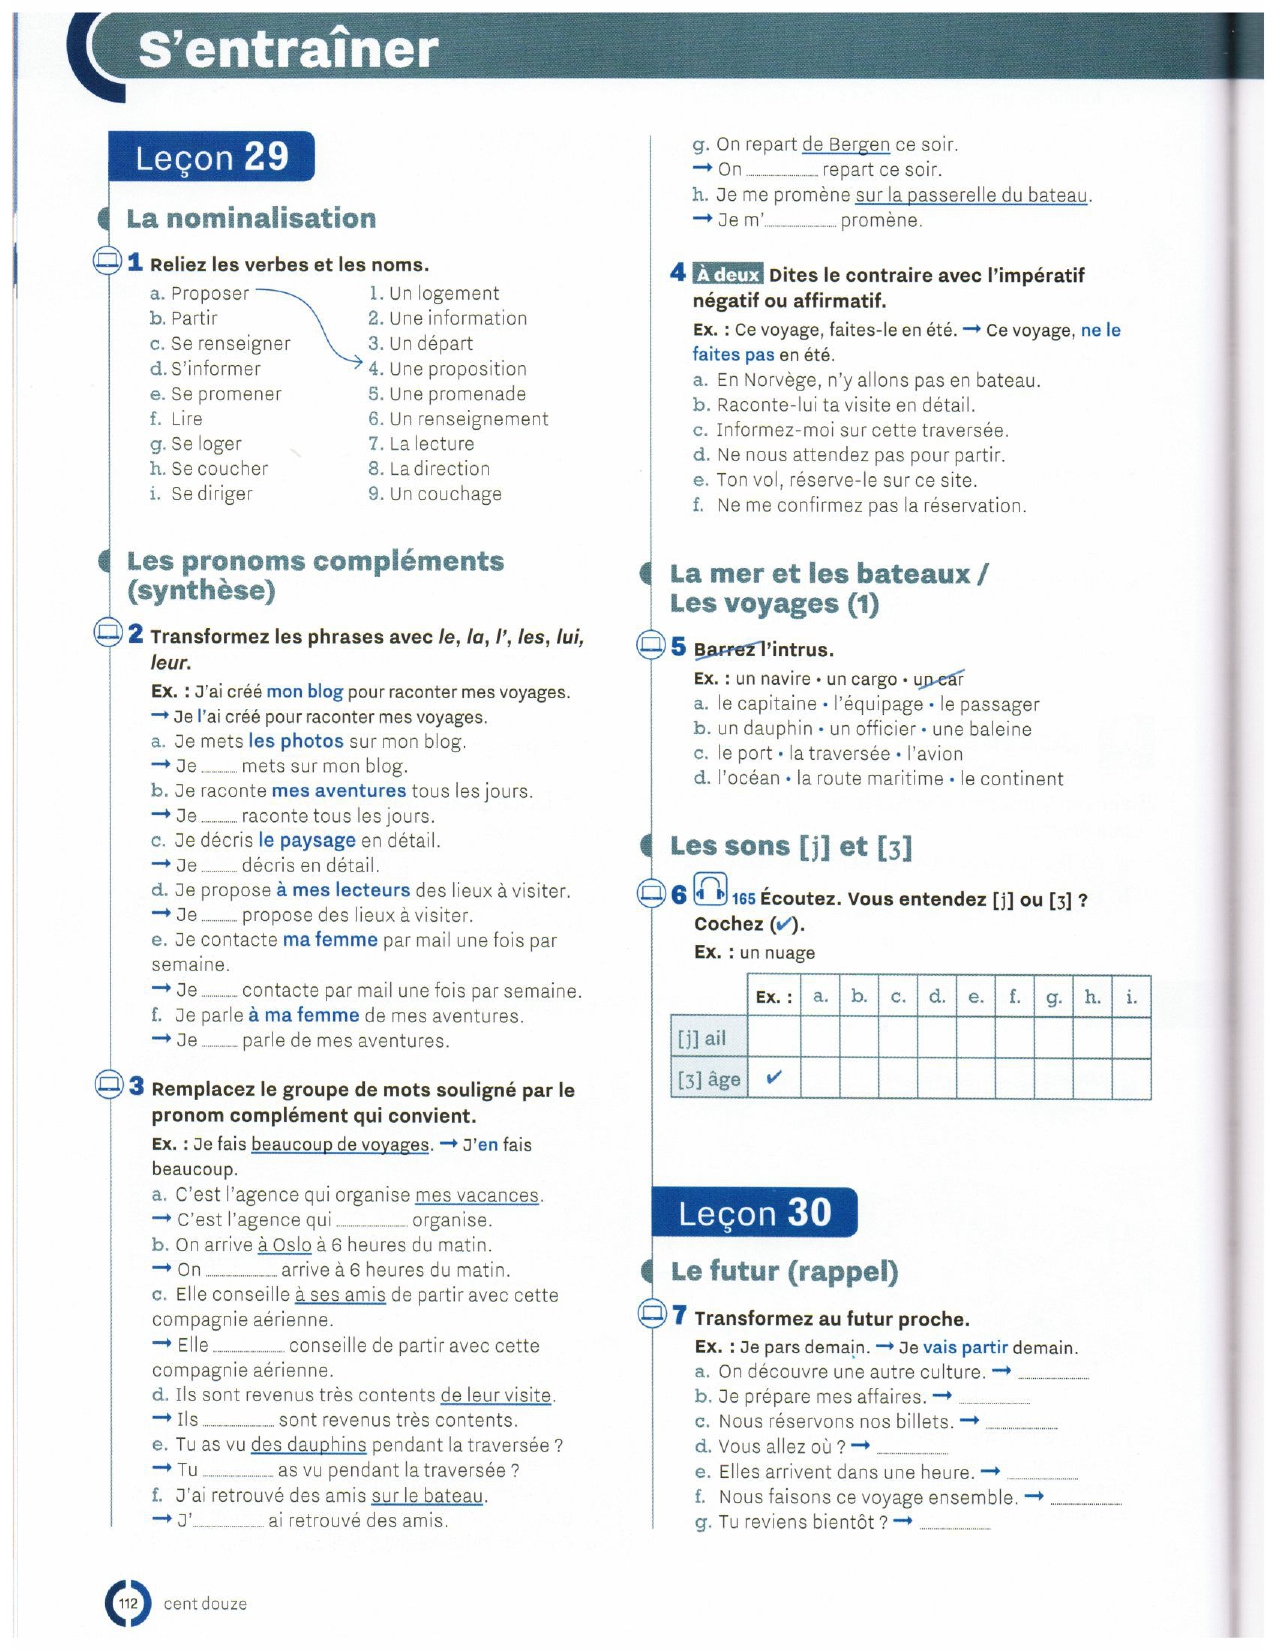 S'entraîner
Leçon 29
La nominalisation
1 Reliez les verbes et les noms.
a. Proposer 1. Un logement
b. Partir 2. Une information
c. Se renseigner 3. Un départ
d. S'informer 4. Une proposition
e. Se promener 5. Une promenade
f. Lire 6. Un renseignement
g. Se loger 7. La lecture
h. Se coucher 8. La direction
i. Se diriger 9. Un couchage
Les pronoms compléments
(synthèse)
2 Transformez les phrases avec le, la, l', les, lui,
leur.
Ex. : J'ai créé mon blog pour raconter mes voyages.
→ Je l'ai créé pour raconter mes voyages.
a. Je mets les photos sur mon blog.
→ Je ........ mets sur mon blog.
b. Je raconte mes aventures tous les jours.
→ Je ........ raconte tous les jours.
c. Je décris le paysage en détail.
→ Je ........ décris en détail.
d. Je propose à mes lecteurs des lieux à visiter.
→ Je ........ propose des lieux à visiter.
e. Je contacte ma femme par mail une fois par
semaine.
→ Je ........ contacte par mail une fois par semaine.
f. Je parle à ma femme de mes aventures.
→ Je ........ parle de mes aventures.
3 Remplacez le groupe de mots souligné par le
pronom complément qui convient.
Ex. : Je fais beaucoup de voyages. → J'en fais
beaucoup.
a. C'est l'agence qui organise mes vacances.
→ C'est l'agence qui ................ organise.
b. On arrive à Oslo à 6 heures du matin.
→ On ................ arrive à 6 heures du matin.
c. Elle conseille à ses amis de partir avec cette
compagnie aérienne.
→ Elle ................ conseille de partir avec cette
compagnie aérienne.
d. Ils sont revenus très contents de leur visite.
→ Ils ................ sont revenus très contents.
e. Tu as vu des dauphins pendant la traversée ?
→ Tu ................ as vu pendant la traversée ?
f. J'ai retrouvé des amis sur le bateau.
→ J'................ ai retrouvé des amis.
g. On repart de Bergen ce soir.
→ On ................ repart ce soir.
h. Je me promène sur la passerelle du bateau.
→ Je m'................ promène.
4 À deux Dites le contraire avec l'impératif
négatif ou affirmatif.
Ex. : Ce voyage, faites-le en été. → Ce voyage, ne le
faites pas en été.
a. En Norvège, n'y allons pas en bateau.
b. Raconte-lui ta visite en détail.
c. Informez-moi sur cette traversée.
d. Ne nous attendez pas pour partir.
e. Ton vol, réserve-le sur ce site.
f. Ne me confirmez pas la réservation.
La mer et les bateaux /
Les voyages (1)
5 Barrez l'intrus.
Ex. : un navire • un cargo • un car
a. le capitaine • l'équipage • le passager
b. un dauphin • un officier • une baleine
c. le port • la traversée • l'avion
d. l'océan • la route maritime • le continent
Les sons [j] et [ʒ]
6 165 Écoutez. Vous entendez [j] ou [ʒ] ?
Cochez (✔).
Ex. : un nuage
Ex. : a. b. c. d. e. f. g. h. i.
[j] ail
[ʒ] âge ✔
Leçon 30
Le futur (rappel)
7 Transformez au futur proche.
Ex. : Je pars demain. → Je vais partir demain.
a. On découvre une autre culture. → ................
b. Je prépare mes affaires. → ................
c. Nous réservons nos billets. → ................
d. Vous allez où ? → ................
e. Elles arrivent dans une heure. → ................
f. Nous faisons ce voyage ensemble. → ................
g. Tu reviens bientôt ? → ................
112 cent douze